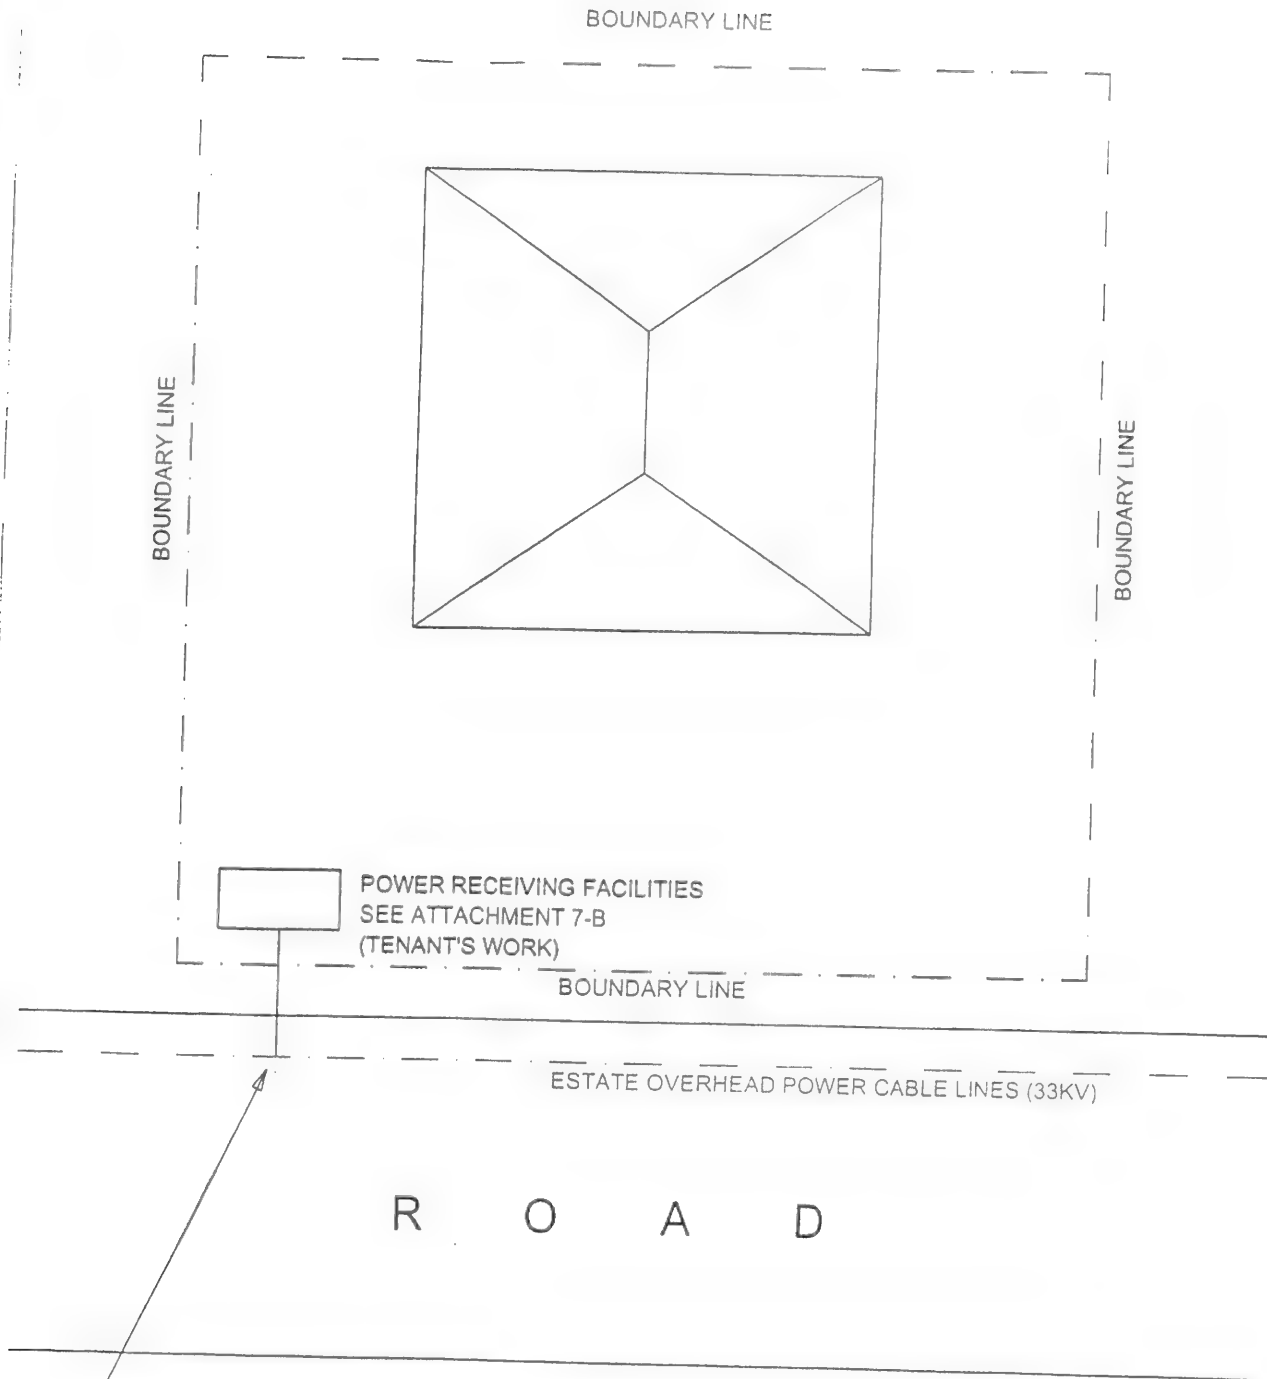 BOUNDARY LINE
BOUNDARY LINE
BOUNDARY LINE
POWER RECEIVING FACILITIES
SEE ATTACHMENT 7-B
(TENANT'S WORK)
BOUNDARY LINE
ESTATE OVERHEAD POWER CABLE LINES (33KV)
R O A D